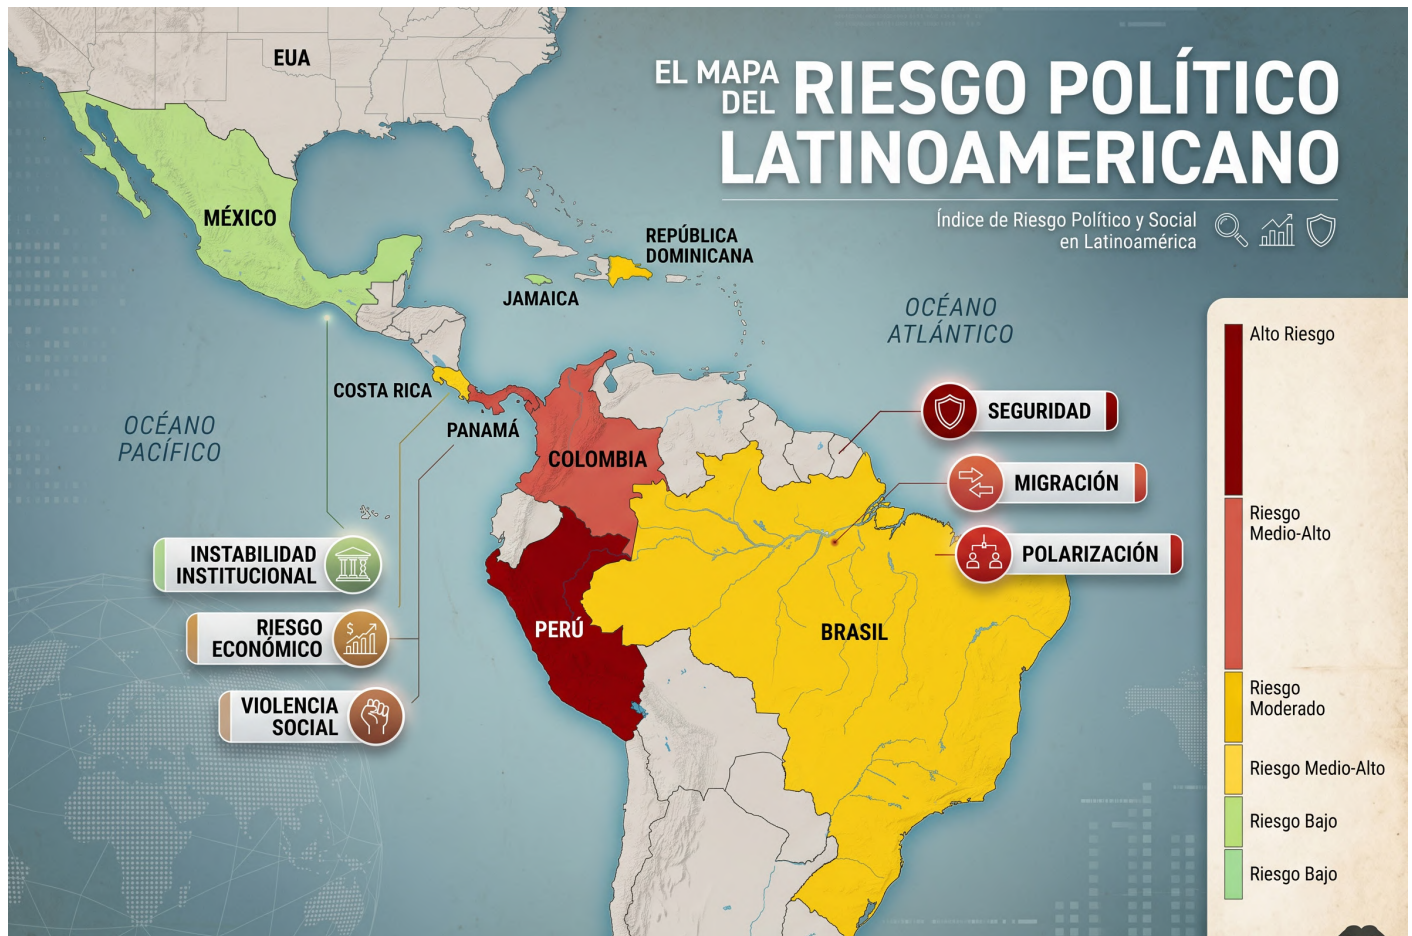 EUA
EL MAPA
DEL
RIESGO POLÍTICO
LATINOAMERICANO
Índice de Riesgo Político y Social
en Latinoamérica
MÉXICO
REPÚBLICA
DOMINICANA
JAMAICA
OCÉANO
ATLÁNTICO
COSTA RICA
PANAMÁ
OCÉANO
PACÍFICO
COLOMBIA
PERÚ
BRASIL
SEGURIDAD
MIGRACIÓN
POLARIZACIÓN
INSTABILIDAD
INSTITUCIONAL
$
RIESGO
ECONÓMICO
VIOLENCIA
SOCIAL
Alto Riesgo
Riesgo
Medio-Alto
Riesgo
Moderado
Riesgo Medio-Alto
Riesgo Bajo
Riesgo Bajo